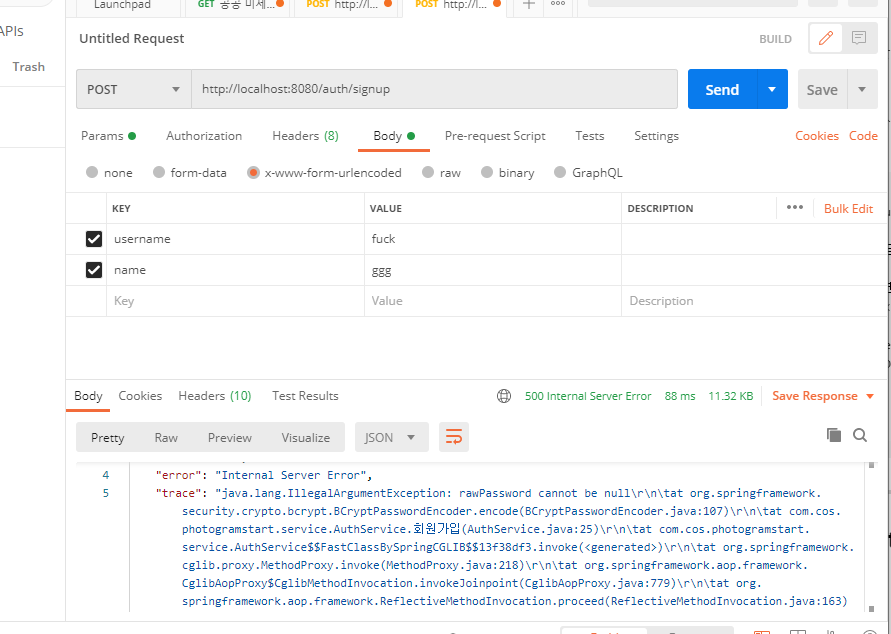 Launchpad GET 공공 미세... POST http://l... POST http://l...
APIs
Trash
Untitled Request BUILD
POST http://localhost:8080/auth/signup Send Save
Params Authorization Headers (8) Body Pre-request Script Tests Settings Cookies Code
none form-data x-www-form-urlencoded raw binary GraphQL
KEY VALUE DESCRIPTION ••• Bulk Edit
username fuck
name ggg
Key Value Description
Body Cookies Headers (10) Test Results 500 Internal Server Error 88 ms 11.32 KB Save Response
Pretty Raw Preview Visualize JSON
4 "error": "Internal Server Error",
5 "trace": "java.lang.IllegalArgumentException: rawPassword cannot be null\r\n\tat org.springframework.
security.crypto.bcrypt.BCryptPasswordEncoder.encode(BCryptPasswordEncoder.java:107)\r\n\tat com.cos.
photogramstart.service.AuthService.회원가입(AuthService.java:25)\r\n\tat com.cos.photogramstart.
service.AuthService$$FastClassBySpringCGLIB$$13f38df3.invoke(<generated>)\r\n\tat org.springframework.
cglib.proxy.MethodProxy.invoke(MethodProxy.java:218)\r\n\tat org.springframework.aop.framework.
CglibAopProxy$CglibMethodInvocation.invokeJoinpoint(CglibAopProxy.java:779)\r\n\tat org.
springframework.aop.framework.ReflectiveMethodInvocation.proceed(ReflectiveMethodInvocation.java:163)